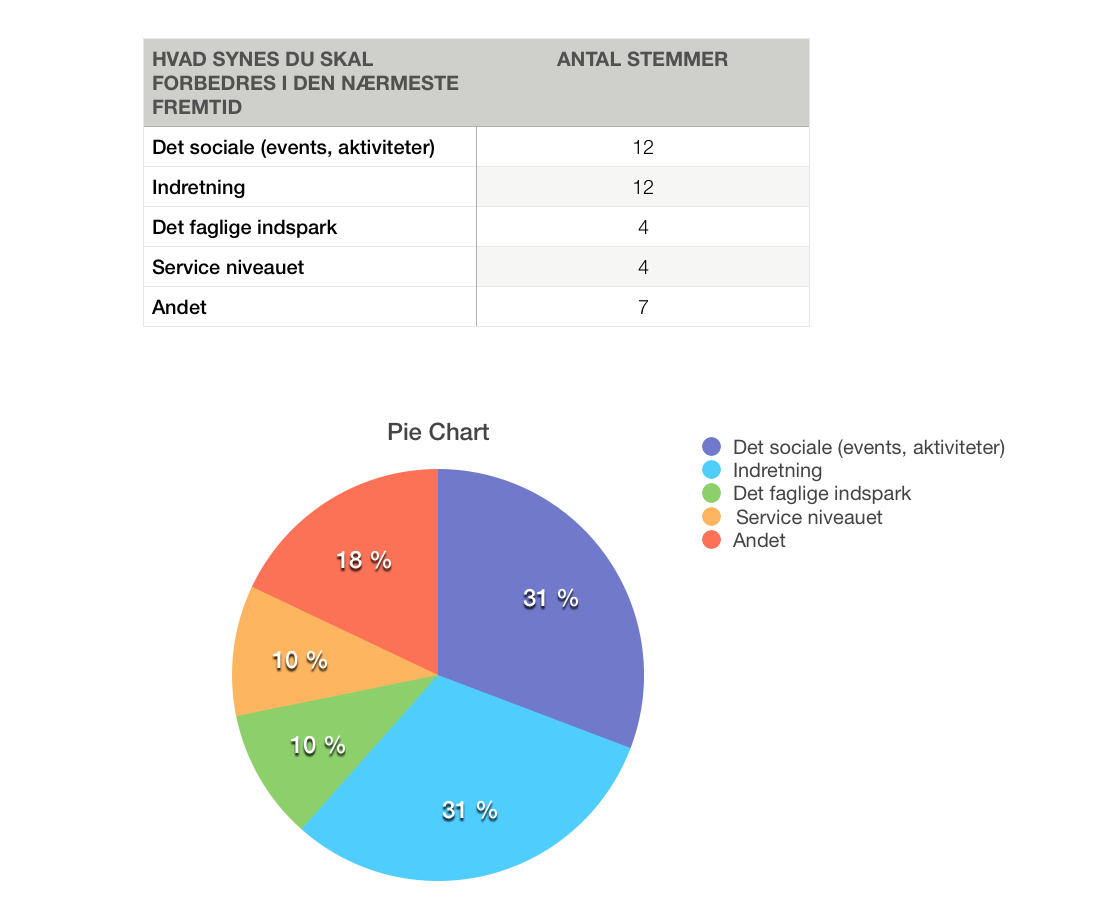 HVAD SYNES DU SKAL
FORBEDRES I DEN NÆRMESTE
FREMTID
ANTAL STEMMER
Det sociale (events, aktiviteter) 12
Indretning 12
Det faglige indspark 4
Service niveauet 4
Andet 7
Pie Chart
Det sociale (events, aktiviteter)
Indretning
Det faglige indspark
Service niveauet
Andet
18 %
31 %
10 %
10 %
31 %